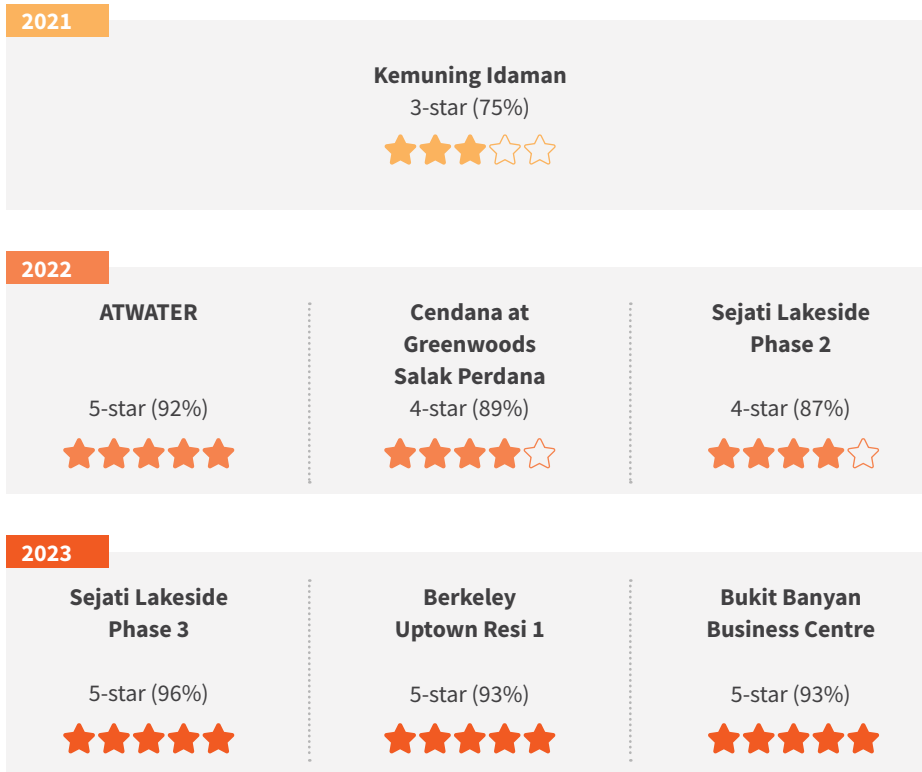 2021
Kemuning Idaman
3-star (75%)
2022
ATWATER
5-star (92%)
Cendana at
Greenwoods
Salak Perdana
4-star (89%)
Sejati Lakeside
Phase 2
4-star (87%)
2023
Sejati Lakeside
Phase 3
5-star (96%)
Berkeley
Uptown Resi 1
5-star (93%)
Bukit Banyan
Business Centre
5-star (93%)